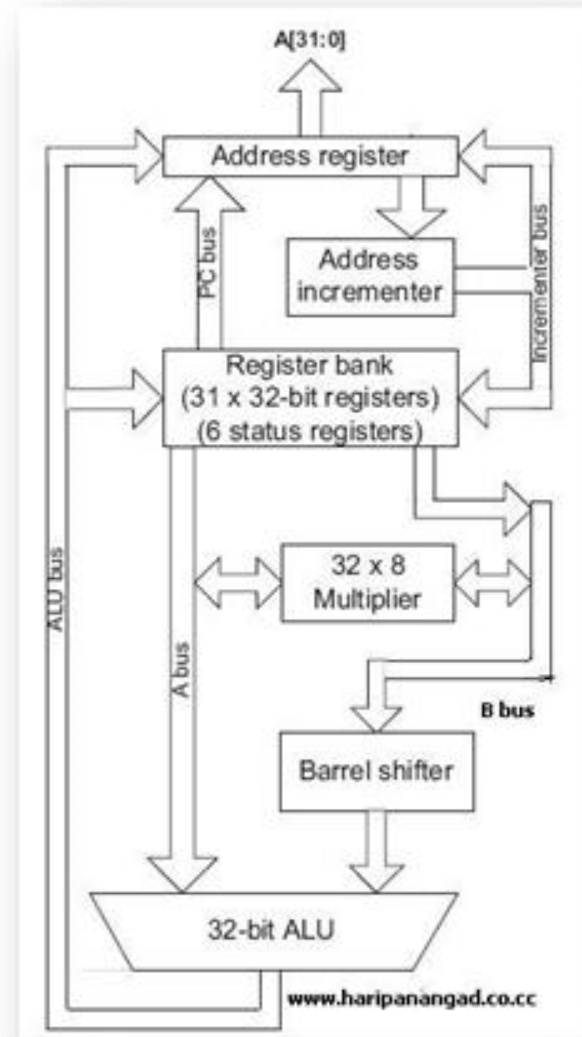 A[31:0]
Address register
PC bus
Address
incrementer
Incrementer bus
Register bank
(31 x 32-bit registers)
(6 status registers)
ALU bus
A bus
32 x 8
Multiplier
B bus
Barrel shifter
32-bit ALU
www.haripanangad.co.cc